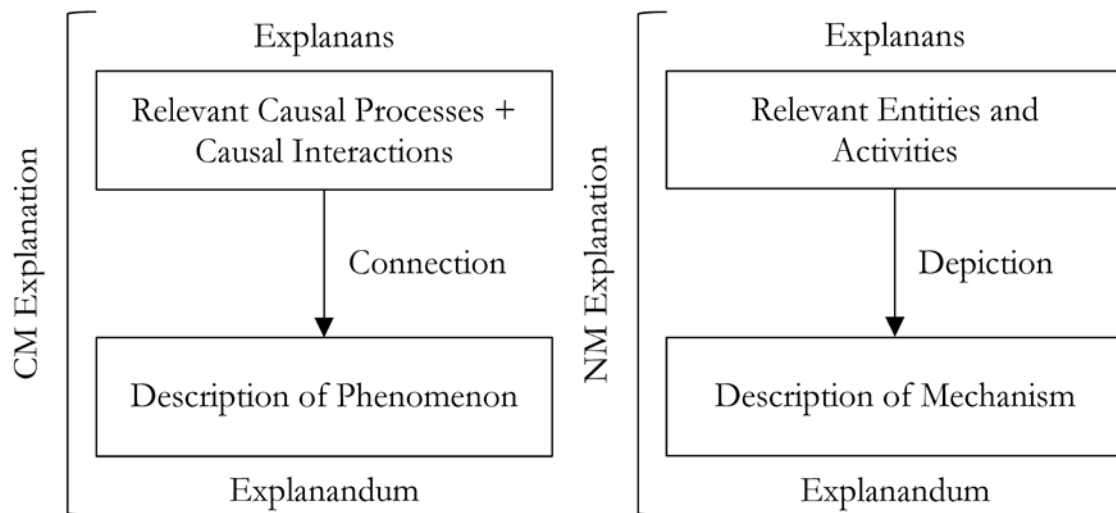 CM Explanation
Explanans
Relevant Causal Processes +
Causal Interactions
Connection
Description of Phenomenon
Explanandum
NM Explanation
Explanans
Relevant Entities and
Activities
Depiction
Description of Mechanism
Explanandum